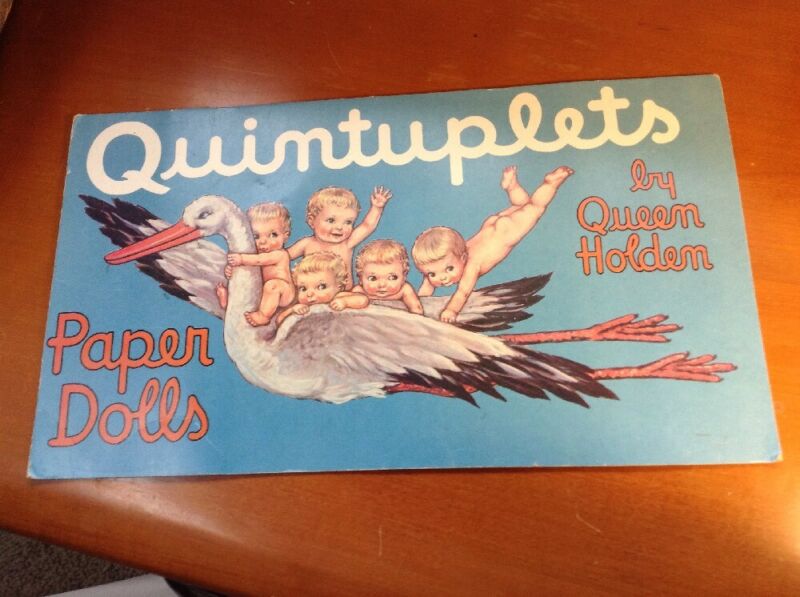 Quintuplets
by
Queen
Holden
Paper
Dolls